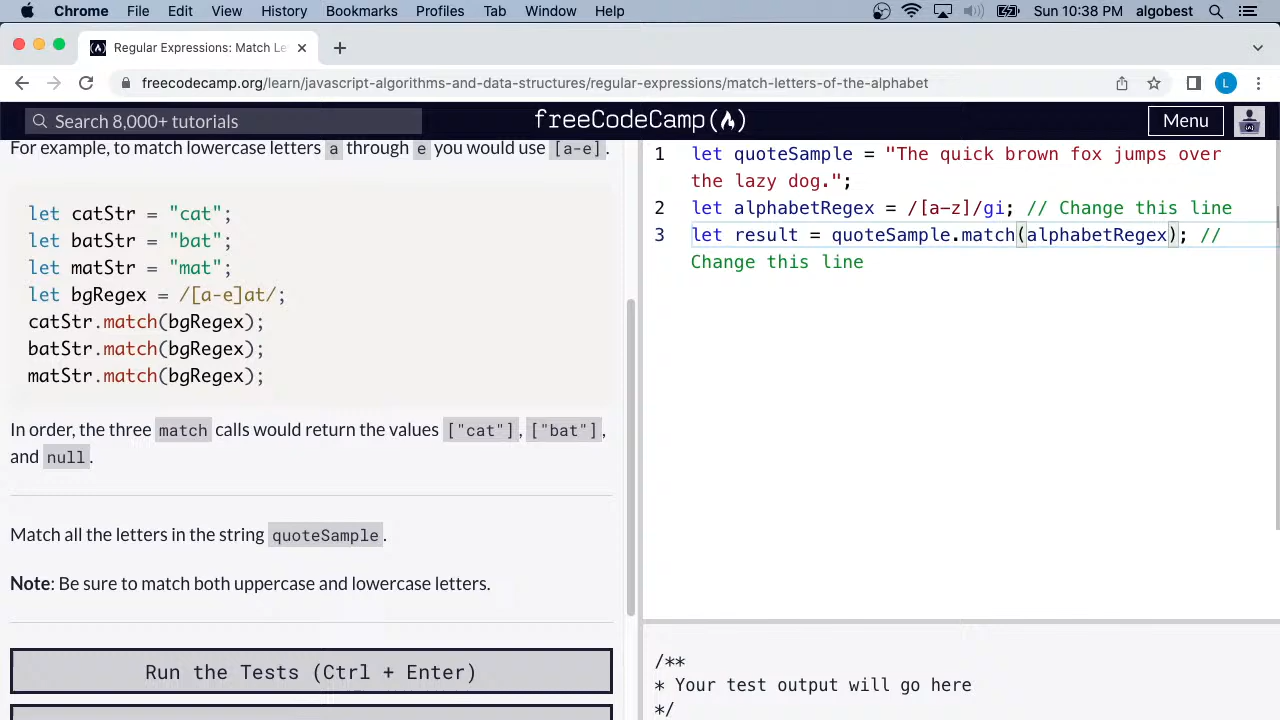 Chrome File Edit View History Bookmarks Profiles Tab Window Help Sun 10:38 PM algobest
Regular Expressions: Match Le
freecodecamp.org/learn/javascript-algorithms-and-data-structures/regular-expressions/match-letters-of-the-alphabet L
Search 8,000+ tutorials freeCodeCamp Menu
For example, to match lowercase letters a through e you would use [a-e].
let catStr = "cat";
let batStr = "bat";
let matStr = "mat";
let bgRegex = /[a-e]at/;
catStr.match(bgRegex);
batStr.match(bgRegex);
matStr.match(bgRegex);
In order, the three match calls would return the values ["cat"], ["bat"],
and null.
Match all the letters in the string quoteSample.
Note: Be sure to match both uppercase and lowercase letters.
Run the Tests (Ctrl + Enter)
1 let quoteSample = "The quick brown fox jumps over
the lazy dog.";
2 let alphabetRegex = /[a-z]/gi; // Change this line
3 let result = quoteSample.match(alphabetRegex); //
Change this line
/**
* Your test output will go here
*/